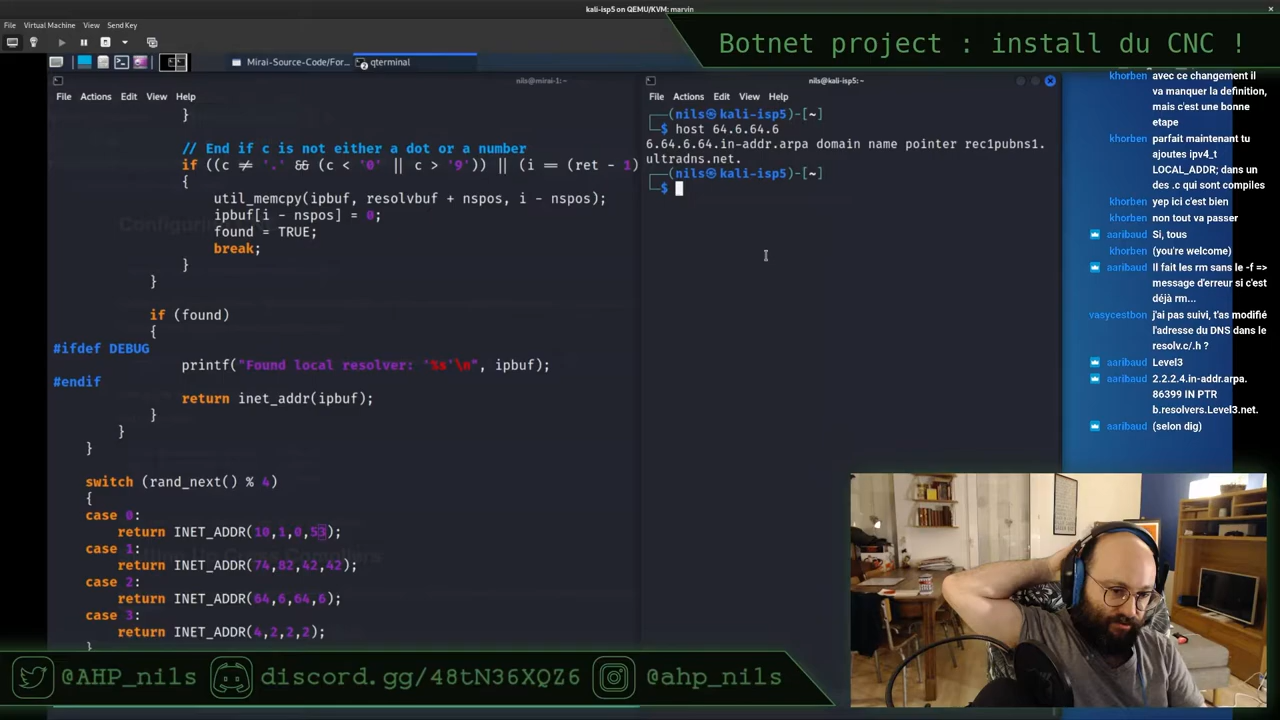 kali-isp5 on QEMU/KVM: marvin
File Virtual Machine View Send Key
Botnet project : install du CNC !
Mirai-Source-Code/For...
qterminal
nils@mirai-1: ~
File Actions Edit View Help
}
// End if c is not either a dot or a number
if ((c != '.' && (c < '0' || c > '9')) || (i == (ret - 1)
{
util_memcpy(ipbuf, resolvbuf + nspos, i - nspos);
ipbuf[i - nspos] = 0;
found = TRUE;
break;
}
}
if (found)
{
#ifdef DEBUG
printf("Found local resolver: '%s'\n", ipbuf);
#endif
return inet_addr(ipbuf);
}
}
}
switch (rand_next() % 4)
{
case 0:
return INET_ADDR(10,1,0,53);
case 1:
return INET_ADDR(74,82,42,42);
case 2:
return INET_ADDR(64,6,64,6);
case 3:
return INET_ADDR(4,2,2,2);
}
nils@kali-isp5: ~
File Actions Edit View Help
(nils㉿kali-isp5)-[~]
$ host 64.6.64.6
6.64.6.64.in-addr.arpa domain name pointer rec1pubns1.
ultradns.net.
(nils㉿kali-isp5)-[~]
$
khorben avec ce changement il
va manquer la definition,
mais c'est une bonne
etape
khorben parfait maintenant tu
ajoutes ipv4_t
LOCAL_ADDR; dans un
des .c qui sont compiles
khorben yep ici c'est bien
khorben non tout va passer
aaribaud Si, tous
khorben (you're welcome)
aaribaud Il fait les rm sans le -f =>
message d'erreur si c'est
déjà rm...
vasycestbon j'ai pas suivi, t'as modifié
l'adresse du DNS dans le
resolv.c/.h ?
aaribaud Level3
aaribaud 2.2.2.4.in-addr.arpa.
86399 IN PTR
b.resolvers.Level3.net.
aaribaud (selon dig)
@AHP_nils
discord.gg/48tN36XQZ6
@ahp_nils